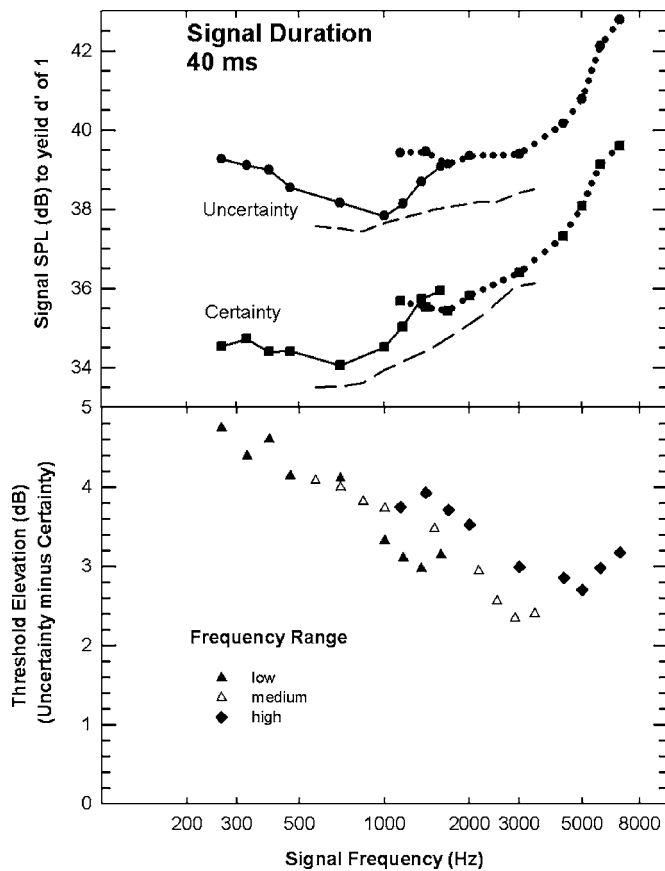 Signal Duration
40 ms
Signal SPL (dB) to yeild d' of 1
42
40
38
36
34
Uncertainty
Certainty
Threshold Elevation (dB)
(Uncertainty minus Certainty)
5
4
3
2
1
0
Frequency Range
low
medium
high
200 300 500 1000 2000 3000 5000 8000
Signal Frequency (Hz)